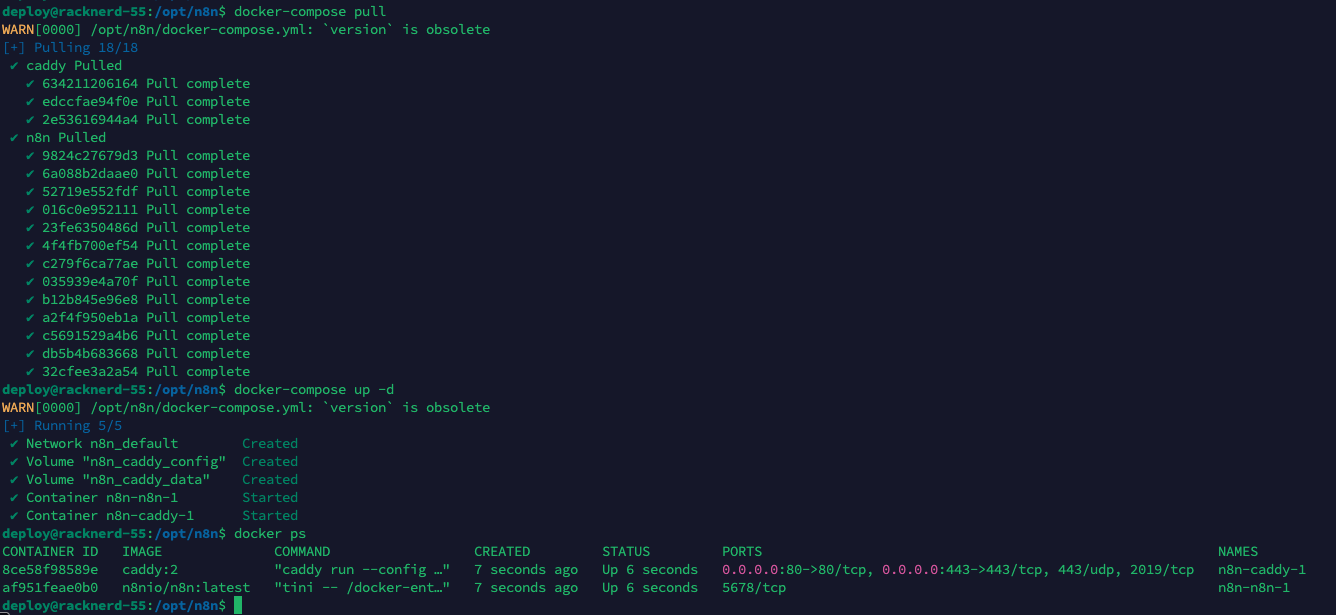 deploy@racknerd-55:/opt/n8n$ docker-compose pull
WARN[0000] /opt/n8n/docker-compose.yml: `version` is obsolete
[+] Pulling 18/18
✔ caddy Pulled
✔ 634211206164 Pull complete
✔ edccfae94f0e Pull complete
✔ 2e53616944a4 Pull complete
✔ n8n Pulled
✔ 9824c27679d3 Pull complete
✔ 6a088b2daae0 Pull complete
✔ 52719e552fdf Pull complete
✔ 016c0e952111 Pull complete
✔ 23fe6350486d Pull complete
✔ 4f4fb700ef54 Pull complete
✔ c279f6ca77ae Pull complete
✔ 035939e4a70f Pull complete
✔ b12b845e96e8 Pull complete
✔ a2f4f950eb1a Pull complete
✔ c5691529a4b6 Pull complete
✔ db5b4b683668 Pull complete
✔ 32cfee3a2a54 Pull complete
deploy@racknerd-55:/opt/n8n$ docker-compose up -d
WARN[0000] /opt/n8n/docker-compose.yml: `version` is obsolete
[+] Running 5/5
✔ Network n8n_default Created
✔ Volume "n8n_caddy_config" Created
✔ Volume "n8n_caddy_data" Created
✔ Container n8n-n8n-1 Started
✔ Container n8n-caddy-1 Started
deploy@racknerd-55:/opt/n8n$ docker ps
CONTAINER ID IMAGE COMMAND CREATED STATUS PORTS NAMES
8ce58f98589e caddy:2 "caddy run --config …" 7 seconds ago Up 6 seconds 0.0.0.0:80->80/tcp, 0.0.0.0:443->443/tcp, 443/udp, 2019/tcp n8n-caddy-1
af951feae0b0 n8nio/n8n:latest "tini -- /docker-ent…" 7 seconds ago Up 6 seconds 5678/tcp n8n-n8n-1
deploy@racknerd-55:/opt/n8n$